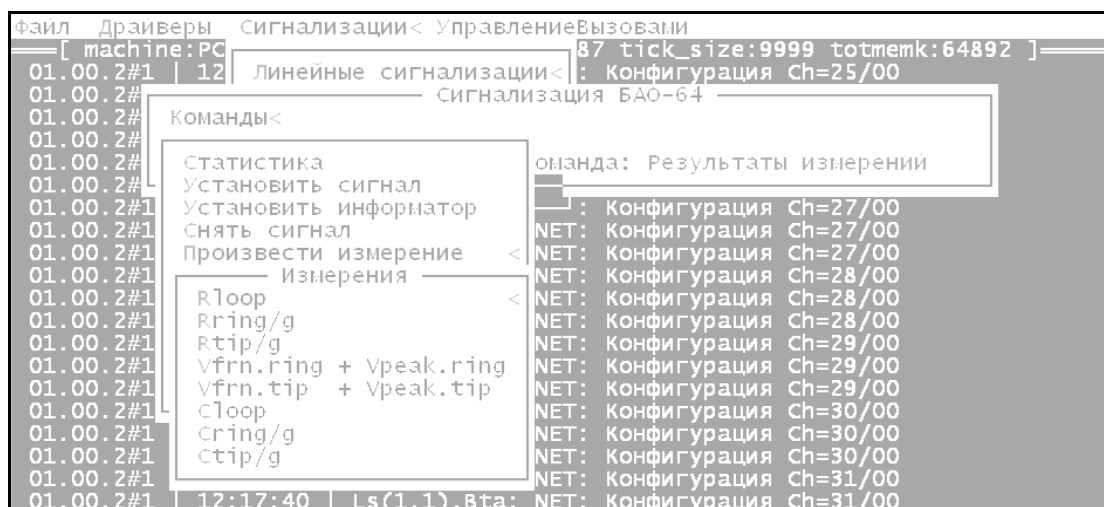 Файл Драйверы Сигнализации< УправлениеВызовами
[ machine:PC 87 tick_size:9999 totmemk:64892 ]
01.00.2#1 | 12 Линейные сигнализации< : Конфигурация Ch=25/00
01.00.2# Сигнализация БАО-64
01.00.2# Команды<
01.00.2#
01.00.2# Статистика оманда: Результаты измерений
01.00.2# Установить сигнал
01.00.2#1 Установить информатор : Конфигурация Ch=27/00
01.00.2#1 Снять сигнал NET: Конфигурация Ch=27/00
01.00.2#1 Произвести измерение < NET: Конфигурация Ch=27/00
01.00.2#1 Измерения NET: Конфигурация Ch=28/00
01.00.2#1 Rloop < NET: Конфигурация Ch=28/00
01.00.2#1 Rring/g NET: Конфигурация Ch=28/00
01.00.2#1 Rtip/g NET: Конфигурация Ch=29/00
01.00.2#1 Vfrn.ring + Vpeak.ring NET: Конфигурация Ch=29/00
01.00.2#1 Vfrn.tip + Vpeak.tip NET: Конфигурация Ch=29/00
01.00.2#1 Cloop NET: Конфигурация Ch=30/00
01.00.2#1 Cring/g NET: Конфигурация Ch=30/00
01.00.2#1 Ctip/g NET: Конфигурация Ch=30/00
01.00.2#1 NET: Конфигурация Ch=31/00
01.00.2#1 | 12:17:40 | Ls(1.1).Bta: NET: Конфигурация Ch=31/00